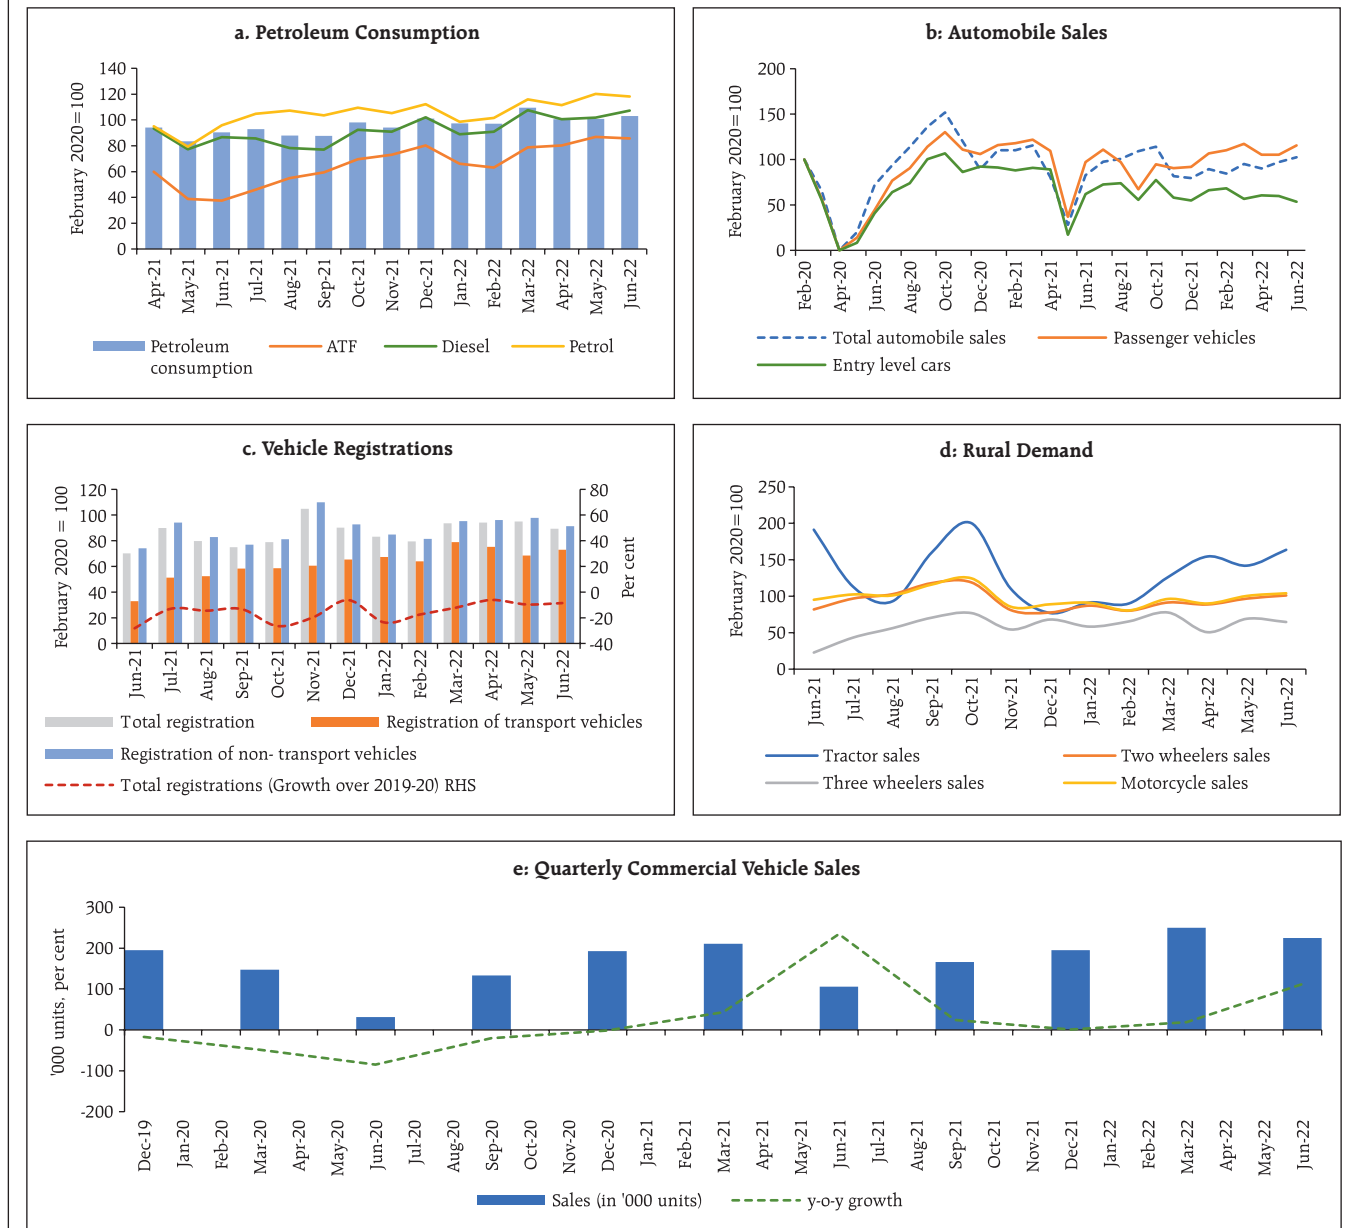 a. Petroleum Consumption
February 2020=100
140
120
100
80
60
40
20
0
Apr-21
May-21
Jun-21
Jul-21
Aug-21
Sep-21
Oct-21
Nov-21
Dec-21
Jan-22
Feb-22
Mar-22
Apr-22
May-22
Jun-22
Petroleum consumption
ATF
Diesel
Petrol
b: Automobile Sales
February 2020=100
200
150
100
50
0
Feb-20
Apr-20
Jun-20
Aug-20
Oct-20
Dec-20
Feb-21
Apr-21
Jun-21
Aug-21
Oct-21
Dec-21
Feb-22
Apr-22
Jun-22
Total automobile sales
Passenger vehicles
Entry level cars
c. Vehicle Registrations
February 2020 = 100
120
100
80
60
40
20
0
80
60
40
20
0
-20
-40
Per cent
Jun-21
Jul-21
Aug-21
Sep-21
Oct-21
Nov-21
Dec-21
Jan-22
Feb-22
Mar-22
Apr-22
May-22
Jun-22
Total registration
Registration of transport vehicles
Registration of non- transport vehicles
Total registrations (Growth over 2019-20) RHS
d: Rural Demand
February 2020=100
250
200
150
100
50
0
Jun-21
Jul-21
Aug-21
Sep-21
Oct-21
Nov-21
Dec-21
Jan-22
Feb-22
Mar-22
Apr-22
May-22
Jun-22
Tractor sales
Two wheelers sales
Three wheelers sales
Motorcycle sales
e: Quarterly Commercial Vehicle Sales
'000 units, per cent
300
200
100
0
-100
-200
Dec-19
Jan-20
Feb-20
Mar-20
Apr-20
May-20
Jun-20
Jul-20
Aug-20
Sep-20
Oct-20
Nov-20
Dec-20
Jan-21
Feb-21
Mar-21
Apr-21
May-21
Jun-21
Jul-21
Aug-21
Sep-21
Oct-21
Nov-21
Dec-21
Jan-22
Feb-22
Mar-22
Apr-22
May-22
Jun-22
Sales (in '000 units)
y-o-y growth